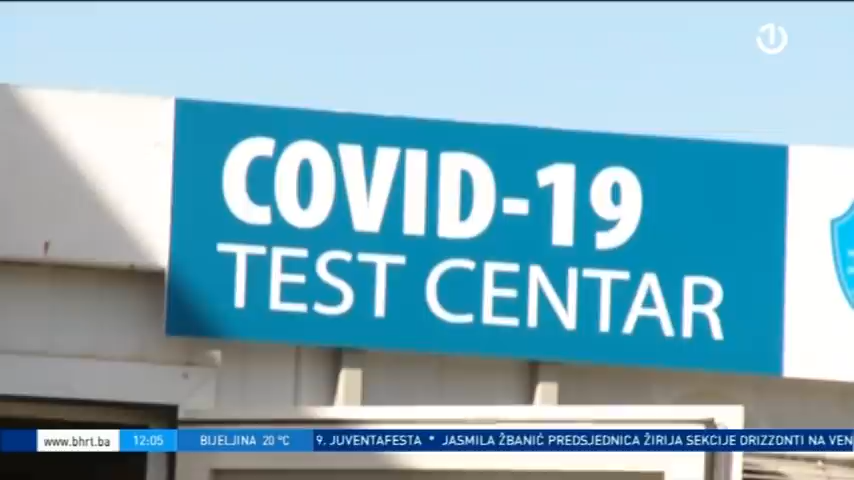 COVID-19
TEST CENTAR
www.bhrt.ba 12:05 BIJELJINA 20 °C 9. JUVENTAFESTA * JASMILA ŽBANIĆ PREDSJEDNICA ŽIRIJA SEKCIJE ORIZZONTI NA VEN